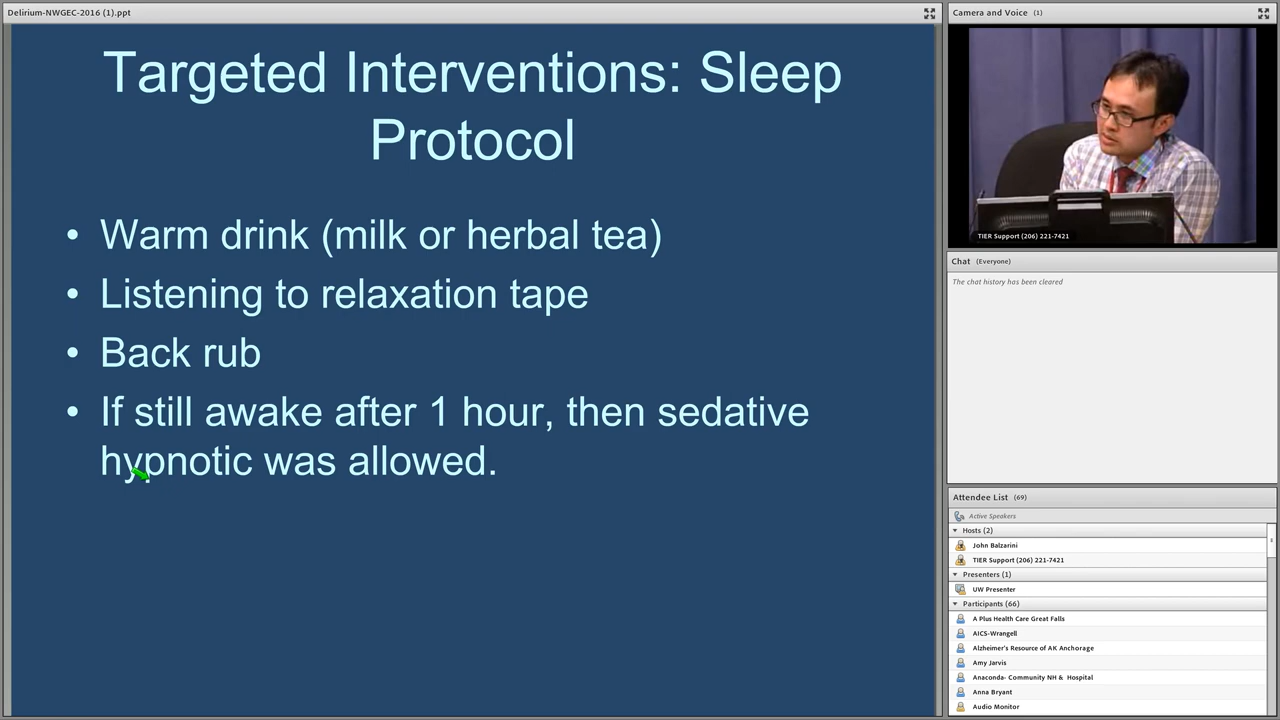 Delirium-NWGEC-2016 (1).ppt
Targeted Interventions: Sleep
Protocol
• Warm drink (milk or herbal tea)
• Listening to relaxation tape
• Back rub
• If still awake after 1 hour, then sedative
hypnotic was allowed.
Camera and Voice (1)
TIER Support (206) 221-7421
Chat (Everyone)
The chat history has been cleared
Attendee List (69)
Active Speakers
Hosts (2)
John Balzarini
TIER Support (206) 221-7421
Presenters (1)
UW Presenter
Participants (66)
A Plus Health Care Great Falls
AICS-Wrangell
Alzheimer's Resource of AK Anchorage
Amy Jarvis
Anaconda- Community NH & Hospital
Anna Bryant
Audio Monitor